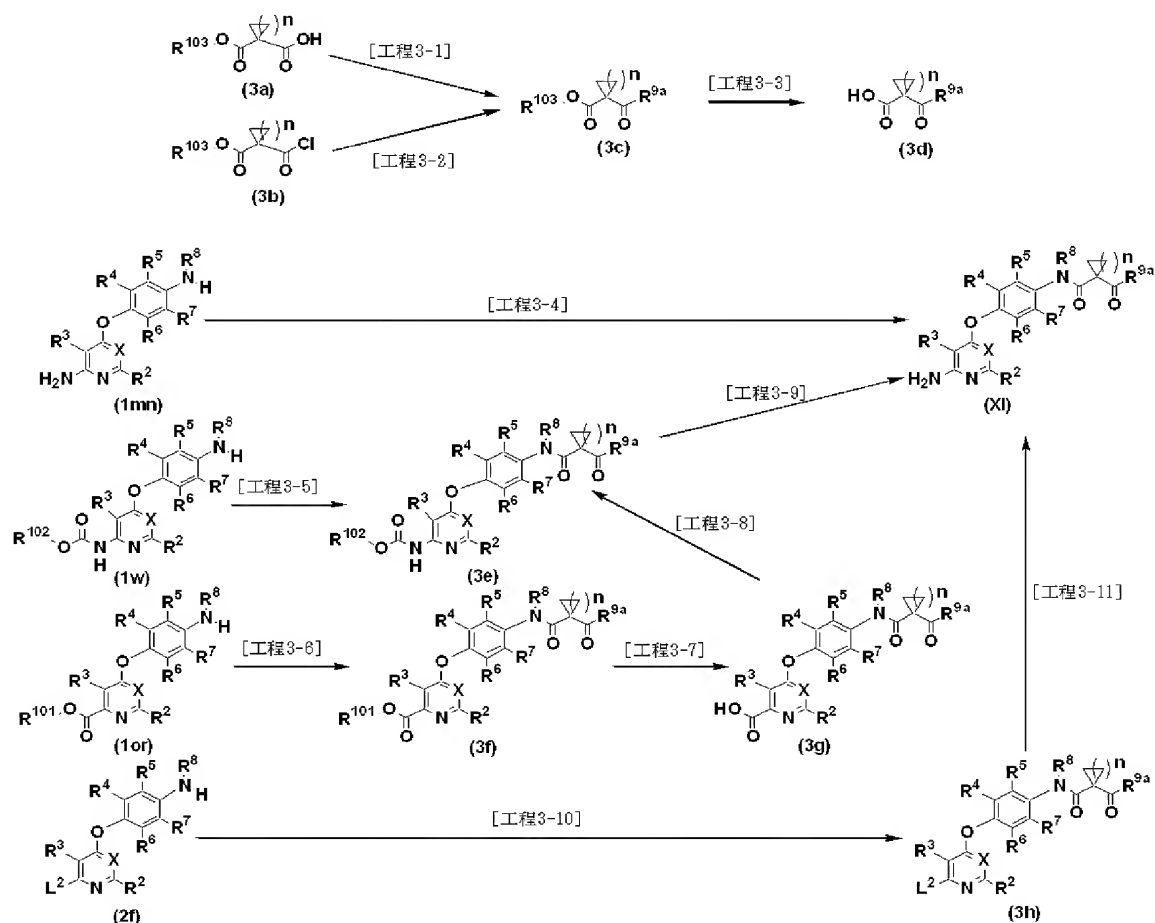 R¹⁰³ O OH ( )n O O
(3a)
[工程3-1]
R¹⁰³ O Cl ( )n O O
(3b)
[工程3-2]
R¹⁰³ O R⁹ᵃ ( )n O O
(3c)
[工程3-3]
HO R⁹ᵃ ( )n O O
(3d)
R⁸ R⁵ N H R⁴ R⁷ O R⁶ R³ X H₂N N R²
(1mn)
[工程3-4]
R⁸ ( )n R⁵ N R⁹ᵃ R⁴ O O R⁷ O R⁶ R³ X H₂N N R²
(XI)
R⁸ R⁵ N H R⁴ R⁷ O R⁶ R³ X O R¹⁰² O N H N R²
(1w)
[工程3-5]
R⁸ ( )n R⁵ N R⁹ᵃ R⁴ O O R⁷ O R⁶ R³ X O R¹⁰² O N H N R²
(3e)
[工程3-9]
[工程3-8]
R⁸ R⁵ N H R⁴ R⁷ O R⁶ R³ X R¹⁰¹ O O N R²
(1or)
[工程3-6]
R⁸ ( )n R⁵ N R⁹ᵃ R⁴ O O R⁷ O R⁶ R³ X R¹⁰¹ O O N R²
(3f)
[工程3-7]
R⁸ ( )n R⁵ N R⁹ᵃ R⁴ O O R⁷ O R⁶ R³ X HO O N R²
(3g)
[工程3-11]
R⁸ R⁵ N H R⁴ R⁷ O R⁶ R³ X L² N R²
(2f)
[工程3-10]
R⁸ ( )n R⁵ N R⁹ᵃ R⁴ O O R⁷ O R⁶ R³ X L² N R²
(3h)